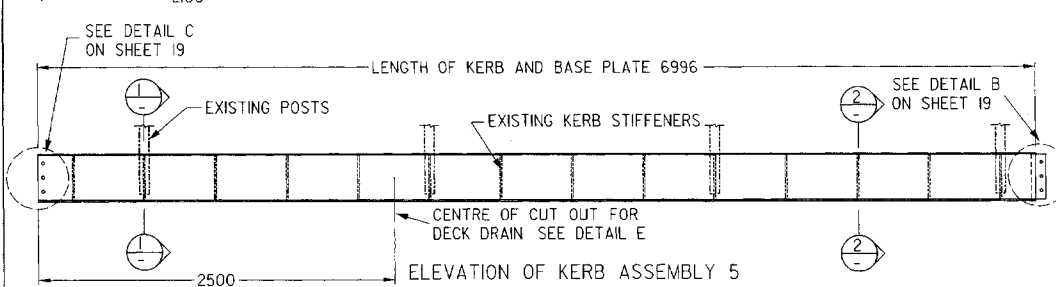 SEE DETAIL C
ON SHEET 19
LENGTH OF KERB AND BASE PLATE 6996
SEE DETAIL B
ON SHEET 19
1
-
EXISTING POSTS
2
-
EXISTING KERB STIFFENERS
CENTRE OF CUT OUT FOR
DECK DRAIN SEE DETAIL E
1
-
2
-
2500
ELEVATION OF KERB ASSEMBLY 5